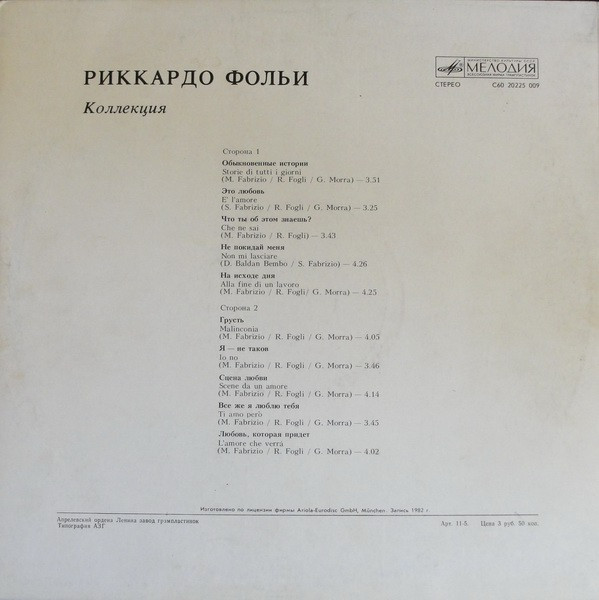 РИККАРДО ФОЛЬИ
Коллекция
МИНИСТЕРСТВО КУЛЬТУРЫ СССР
МЕЛОДИЯ
ВСЕСОЮЗНАЯ ФИРМА ГРАМПЛАСТИНОК
СТЕРЕО С60 20225 009
Сторона 1
Обыкновенные истории
Storie di tutti i giorni
(M. Fabrizio / R. Fogli / G. Morra) — 3.51
Это любовь
E' l'amore
(S. Fabrizio / R. Fogli / G. Morra) — 3.25
Что ты об этом знаешь?
Che ne sai
(M. Fabrizio / R. Fogli) — 3.43
Не покидай меня
Non mi lasciare
(D. Baldan Bembo / S. Fabrizio) — 4.26
На исходе дня
Alla fine di un lavoro
(M. Fabrizio / R. Fogli/ G. Morra) — 4.25
Сторона 2
Грусть
Malinconia
(M. Fabrizio / R. Fogli / G. Morra) — 4.05
Я — не таков
Io no
(M. Fabrizio / R. Fogli / G. Morra) — 3.46
Сцена любви
Scene da un amore
(M. Fabrizio / R. Fogli / G. Morra) — 4.14
Все же я люблю тебя
Ti amo però
(M. Fabrizio / R. Fogli / G. Morra) — 3.45
Любовь, которая придет
L'amore che verrà
(M. Fabrizio / R. Fogli / G. Morra) — 4.02
Изготовлено по лицензии фирмы Ariola-Eurodisc GmbH, München. Запись 1982 г.
Апрелевский ордена Ленина завод грампластинок Арт. 11-5. Цена 3 руб. 50 коп.
Типография АЗГ